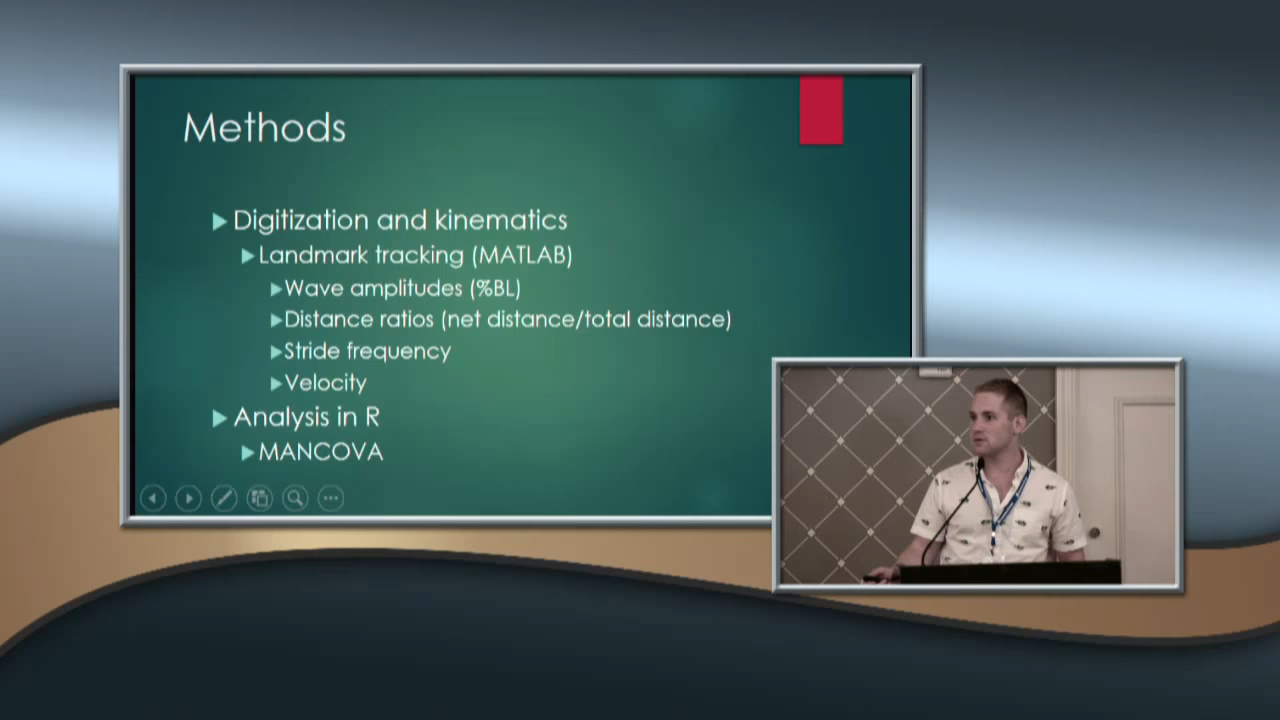 Methods
Digitization and kinematics
Landmark tracking (MATLAB)
Wave amplitudes (%BL)
Distance ratios (net distance/total distance)
Stride frequency
Velocity
Analysis in R
MANCOVA